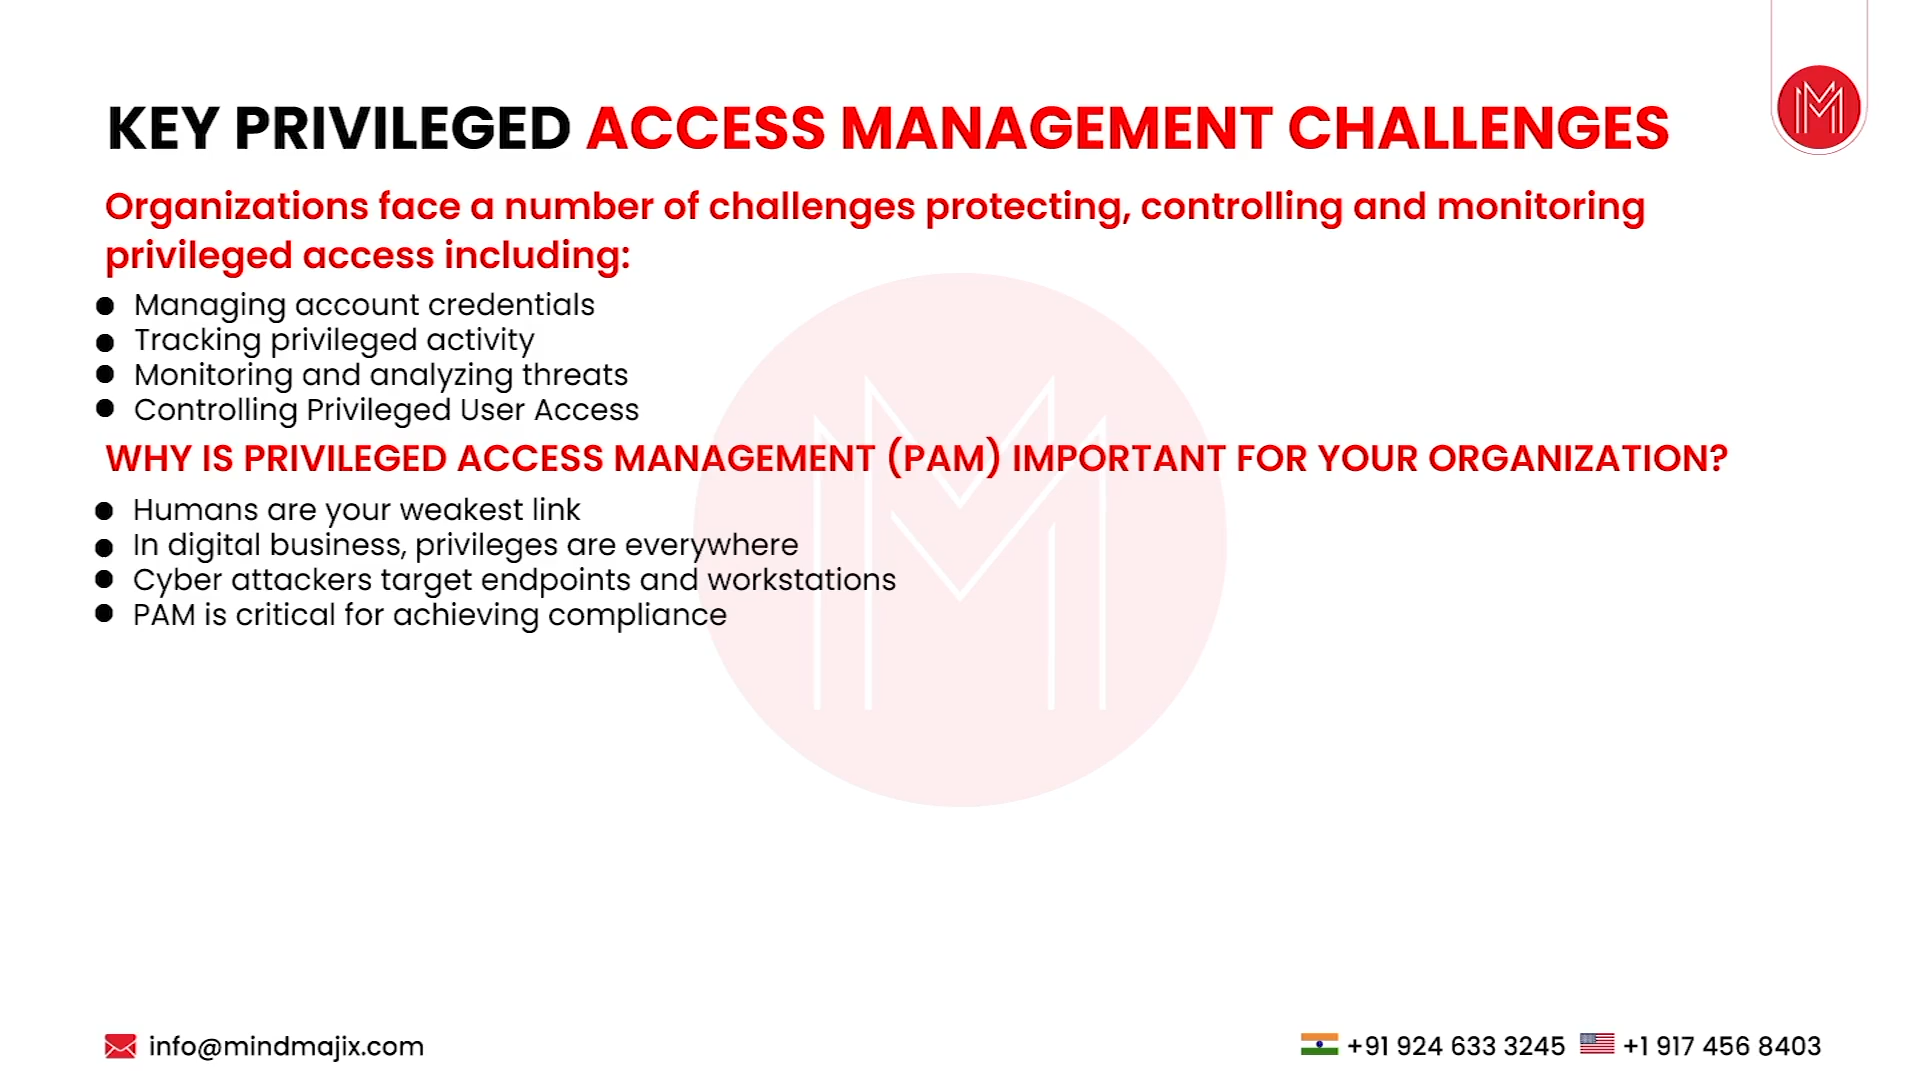 KEY PRIVILEGED ACCESS MANAGEMENT CHALLENGES
Organizations face a number of challenges protecting, controlling and monitoring
privileged access including:
● Managing account credentials
● Tracking privileged activity
● Monitoring and analyzing threats
● Controlling Privileged User Access
WHY IS PRIVILEGED ACCESS MANAGEMENT (PAM) IMPORTANT FOR YOUR ORGANIZATION?
● Humans are your weakest link
● In digital business, privileges are everywhere
● Cyber attackers target endpoints and workstations
● PAM is critical for achieving compliance
info@mindmajix.com
+91 924 633 3245 +1 917 456 8403